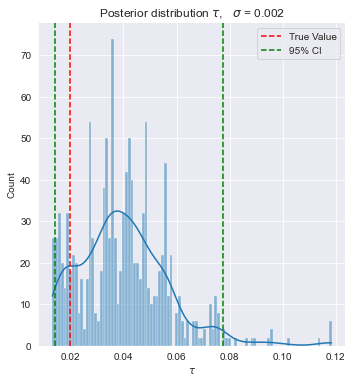 Posterior distribution τ,   σ = 0.002
True Value
95% CI
Count
70
60
50
40
30
20
10
0
0.02 0.04 0.06 0.08 0.10 0.12
τ